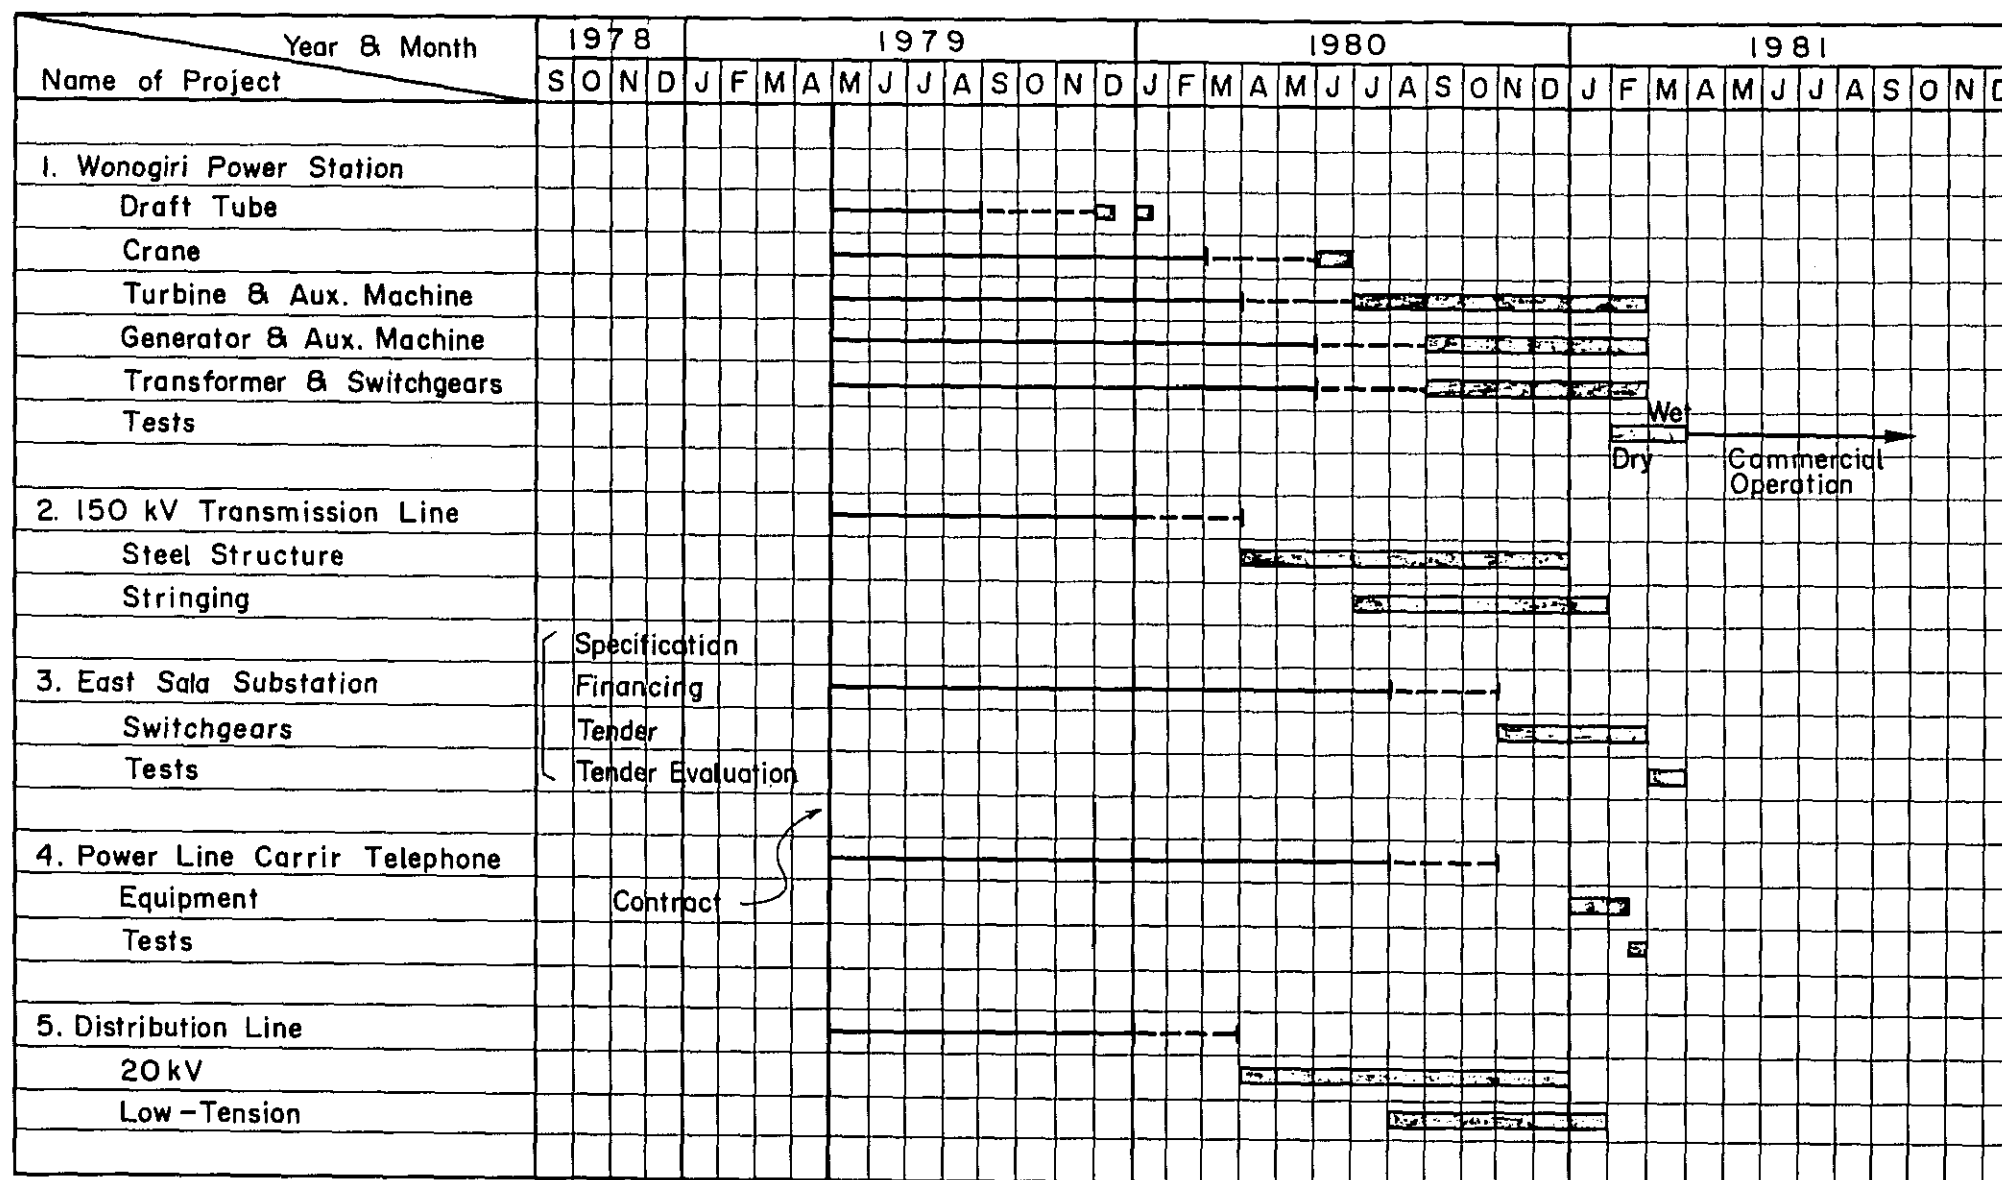 Year & Month 1978 1979 1980 1981
Name of Project S O N D J F M A M J J A S O N D J F M A M J J A S O N D J F M A M J J A S O N D
1. Wonogiri Power Station
Draft Tube
Crane
Turbine & Aux. Machine
Generator & Aux. Machine
Transformer & Switchgears
Tests
Wet
Dry
Commercial
Operation
2. 150 kV Transmission Line
Steel Structure
Stringing
Specification
3. East Sala Substation
Financing
Switchgears
Tender
Tests
Tender Evaluation
4. Power Line Carrir Telephone
Equipment
Contract
Tests
5. Distribution Line
20 kV
Low-Tension